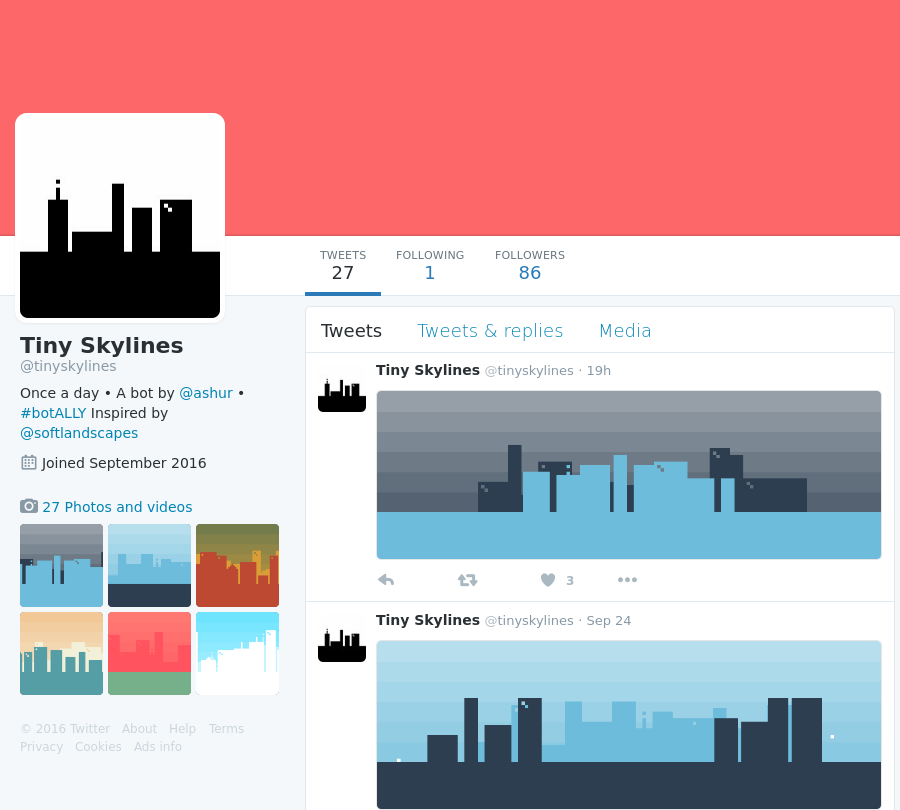 TWEETS FOLLOWING FOLLOWERS
27 1 86
Tiny Skylines
@tinyskylines
Once a day • A bot by @ashur •
#botALLY Inspired by
@softlandscapes
Joined September 2016
27 Photos and videos
© 2016 Twitter About Help Terms
Privacy Cookies Ads info
Tweets Tweets & replies Media
Tiny Skylines @tinyskylines · 19h
3
Tiny Skylines @tinyskylines · Sep 24